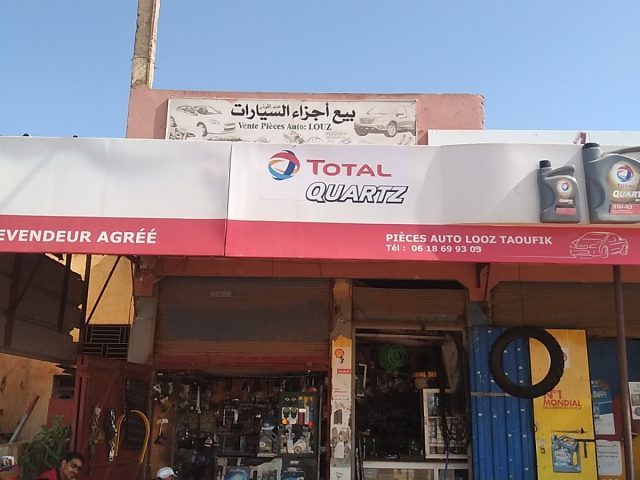 بيع أجزاء السيارات
Vente Pièces Auto: LOUZ
TOTAL
QUARTZ
TOTAL
QUARTZ
5W-40
EVENDEUR AGRÉÉ
PIÈCES AUTO LOOZ TAOUFIK
Tél : 06 18 69 93 09
N°1
MONDIAL